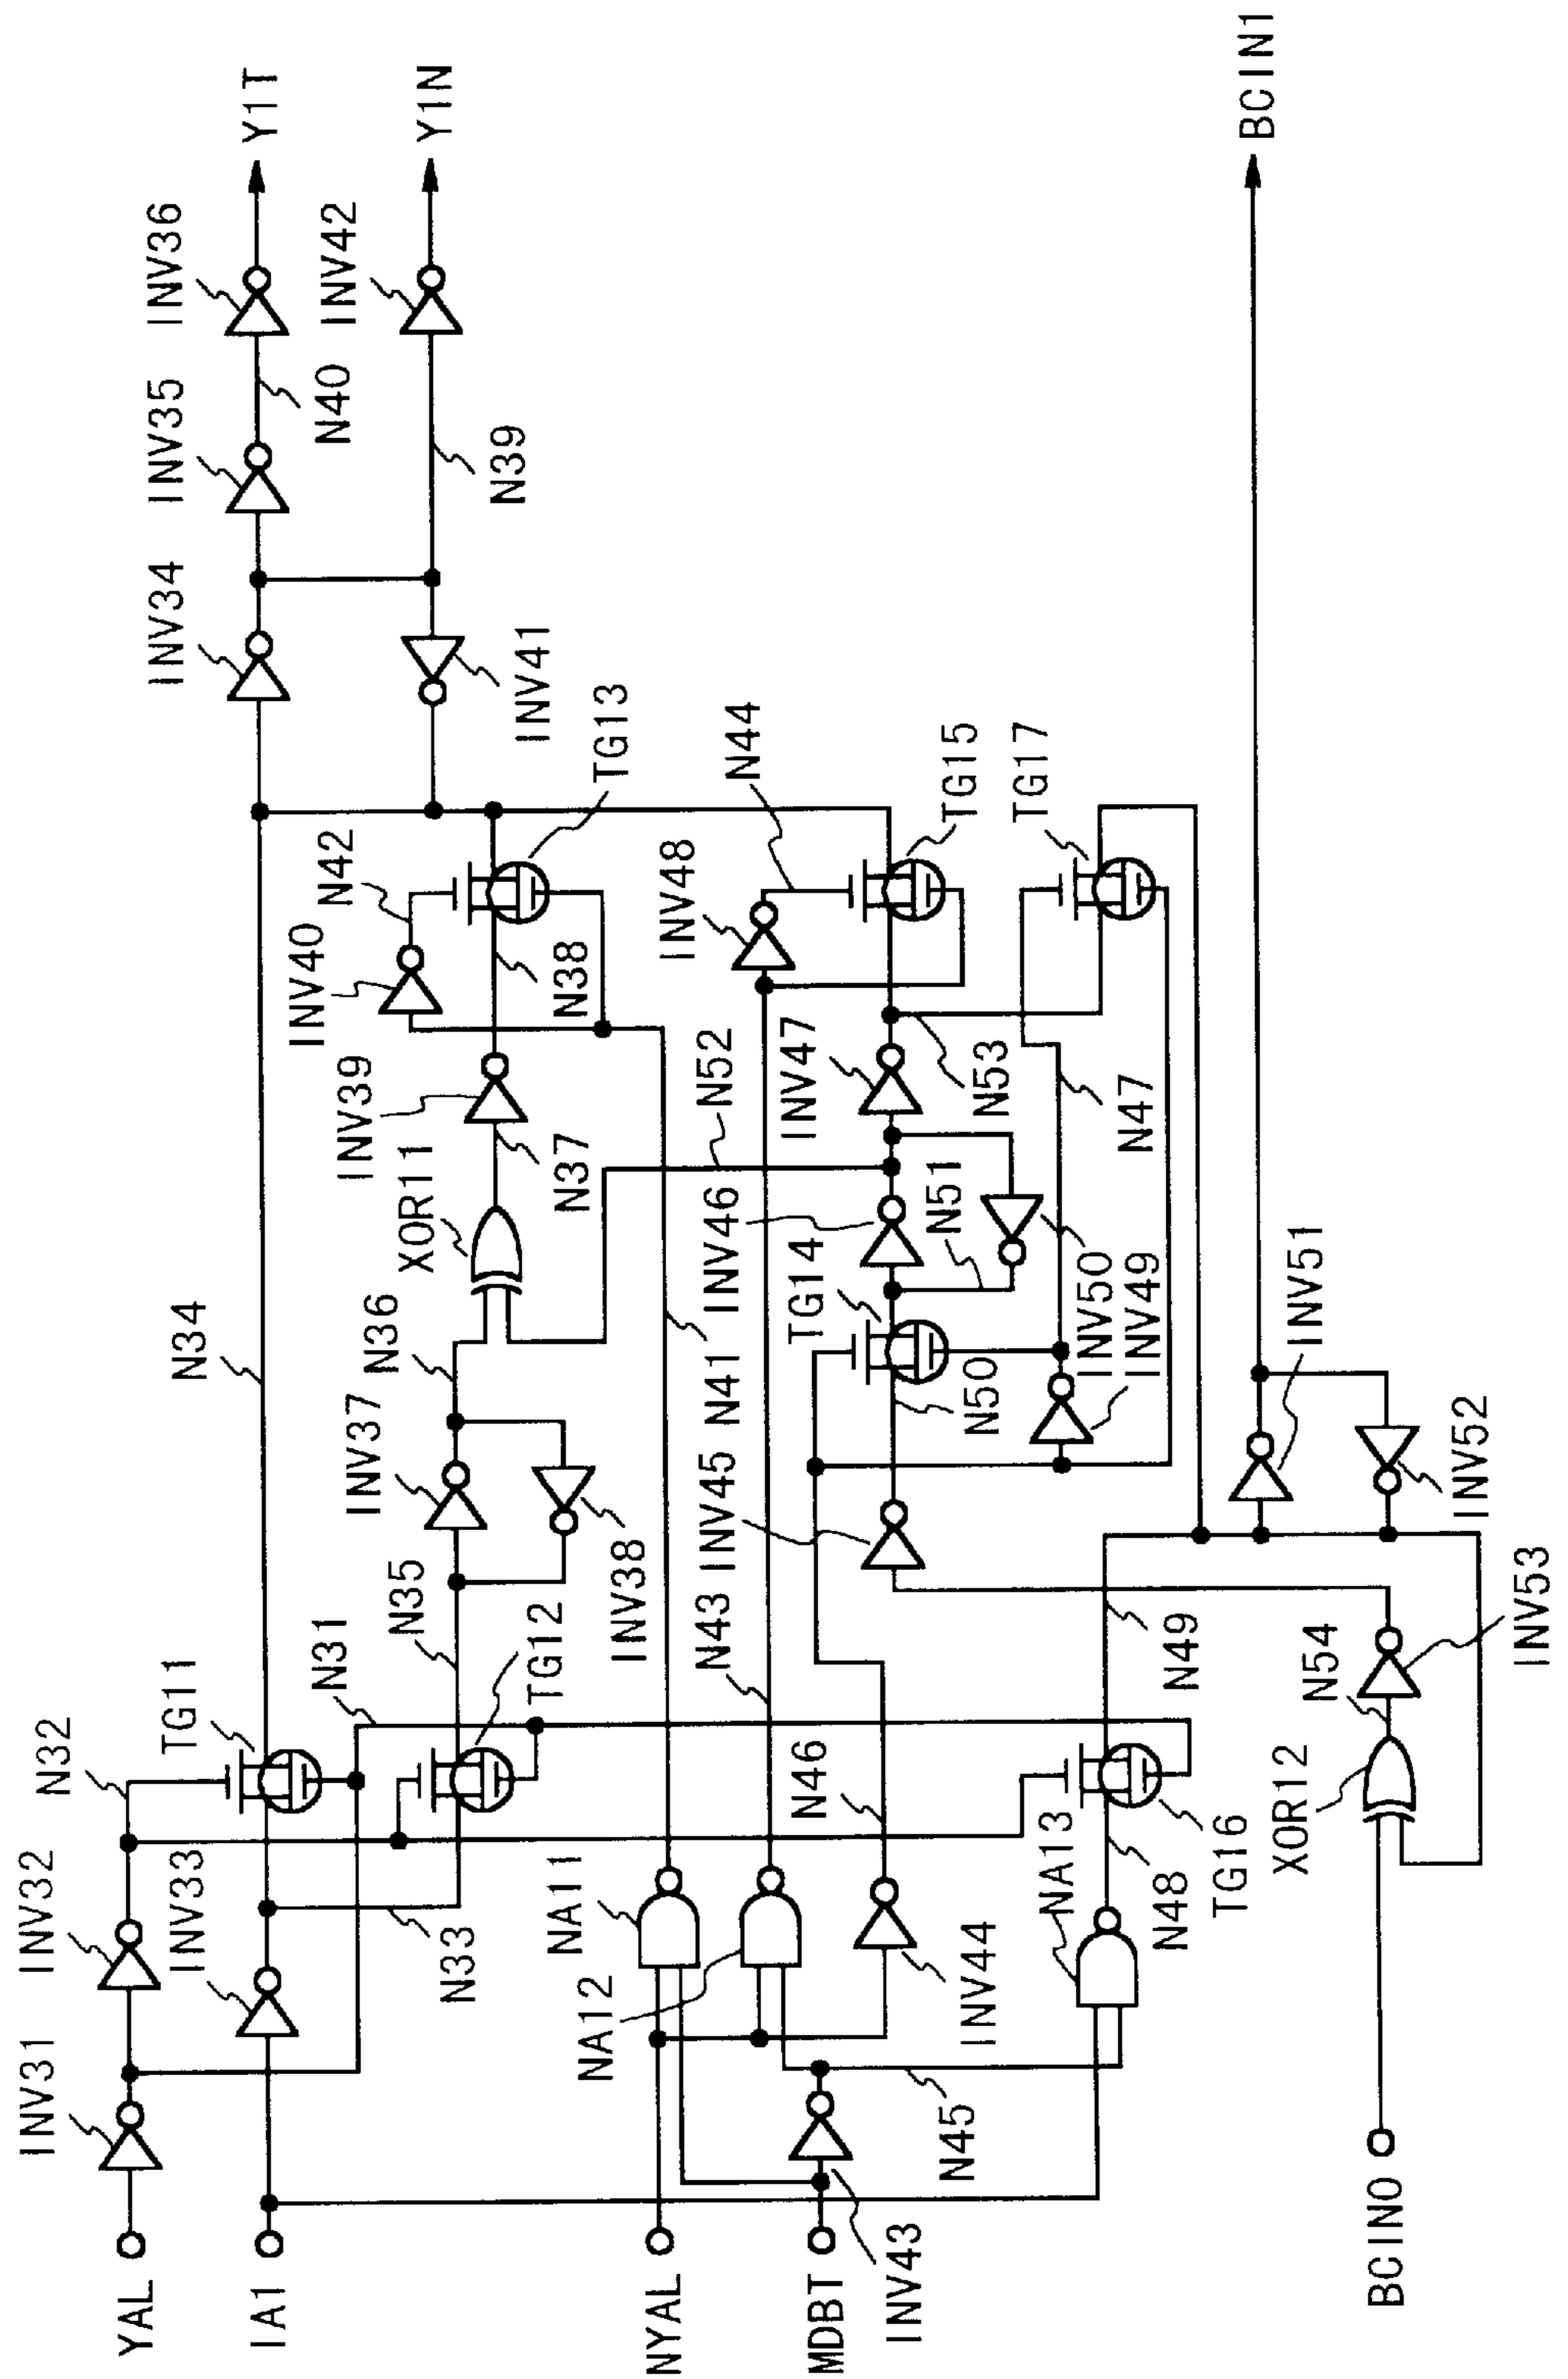 YAL
INV31
INV32
N32
TG11
N34
INV34
INV35
N40
INV36
Y1T
IA1
INV33
N33
N31
N35
TG12
INV37
INV38
N36
XOR11
N37
INV39
INV40
N42
N38
TG13
INV41
N39
INV42
Y1N
NYAL
NA11
N41
N52
MDBT
INV43
NA12
N45
INV44
N46
N43
INV45
N50
TG14
INV46
N51
INV50
INV49
INV47
N53
INV48
N44
TG15
N47
TG17
NA13
N48
TG16
N49
BCIN0
XOR12
N54
INV53
INV52
INV51
BCIN1